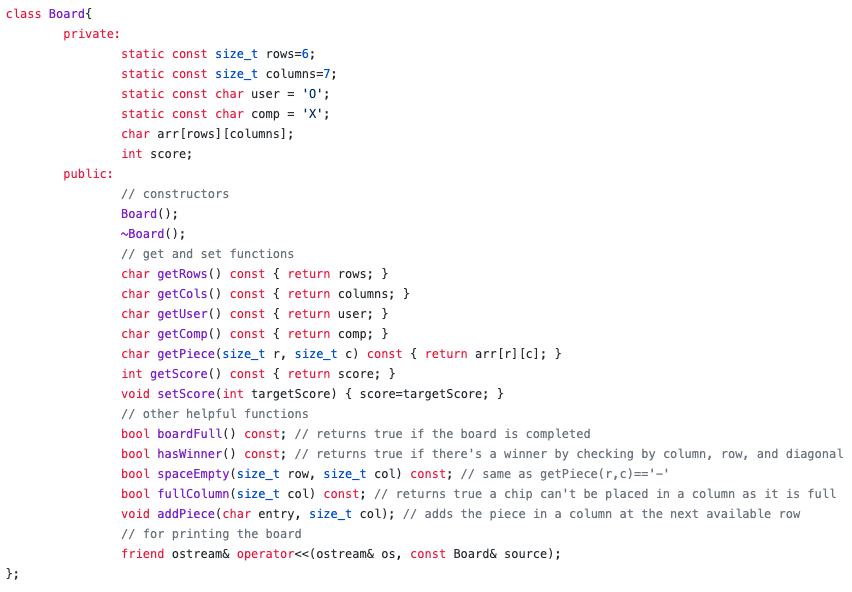 class Board{
        private:
                static const size_t rows=6;
                static const size_t columns=7;
                static const char user = 'O';
                static const char comp = 'X';
                char arr[rows][columns];
                int score;
        public:
                // constructors
                Board();
                ~Board();
                // get and set functions
                char getRows() const { return rows; }
                char getCols() const { return columns; }
                char getUser() const { return user; }
                char getComp() const { return comp; }
                char getPiece(size_t r, size_t c) const { return arr[r][c]; }
                int getScore() const { return score; }
                void setScore(int targetScore) { score=targetScore; }
                // other helpful functions
                bool boardFull() const; // returns true if the board is completed
                bool hasWinner() const; // returns true if there's a winner by checking by column, row, and diagonal
                bool spaceEmpty(size_t row, size_t col) const; // same as getPiece(r,c)=='-'
                bool fullColumn(size_t col) const; // returns true a chip can't be placed in a column as it is full
                void addPiece(char entry, size_t col); // adds the piece in a column at the next available row
                // for printing the board
                friend ostream& operator<<(ostream& os, const Board& source);
};